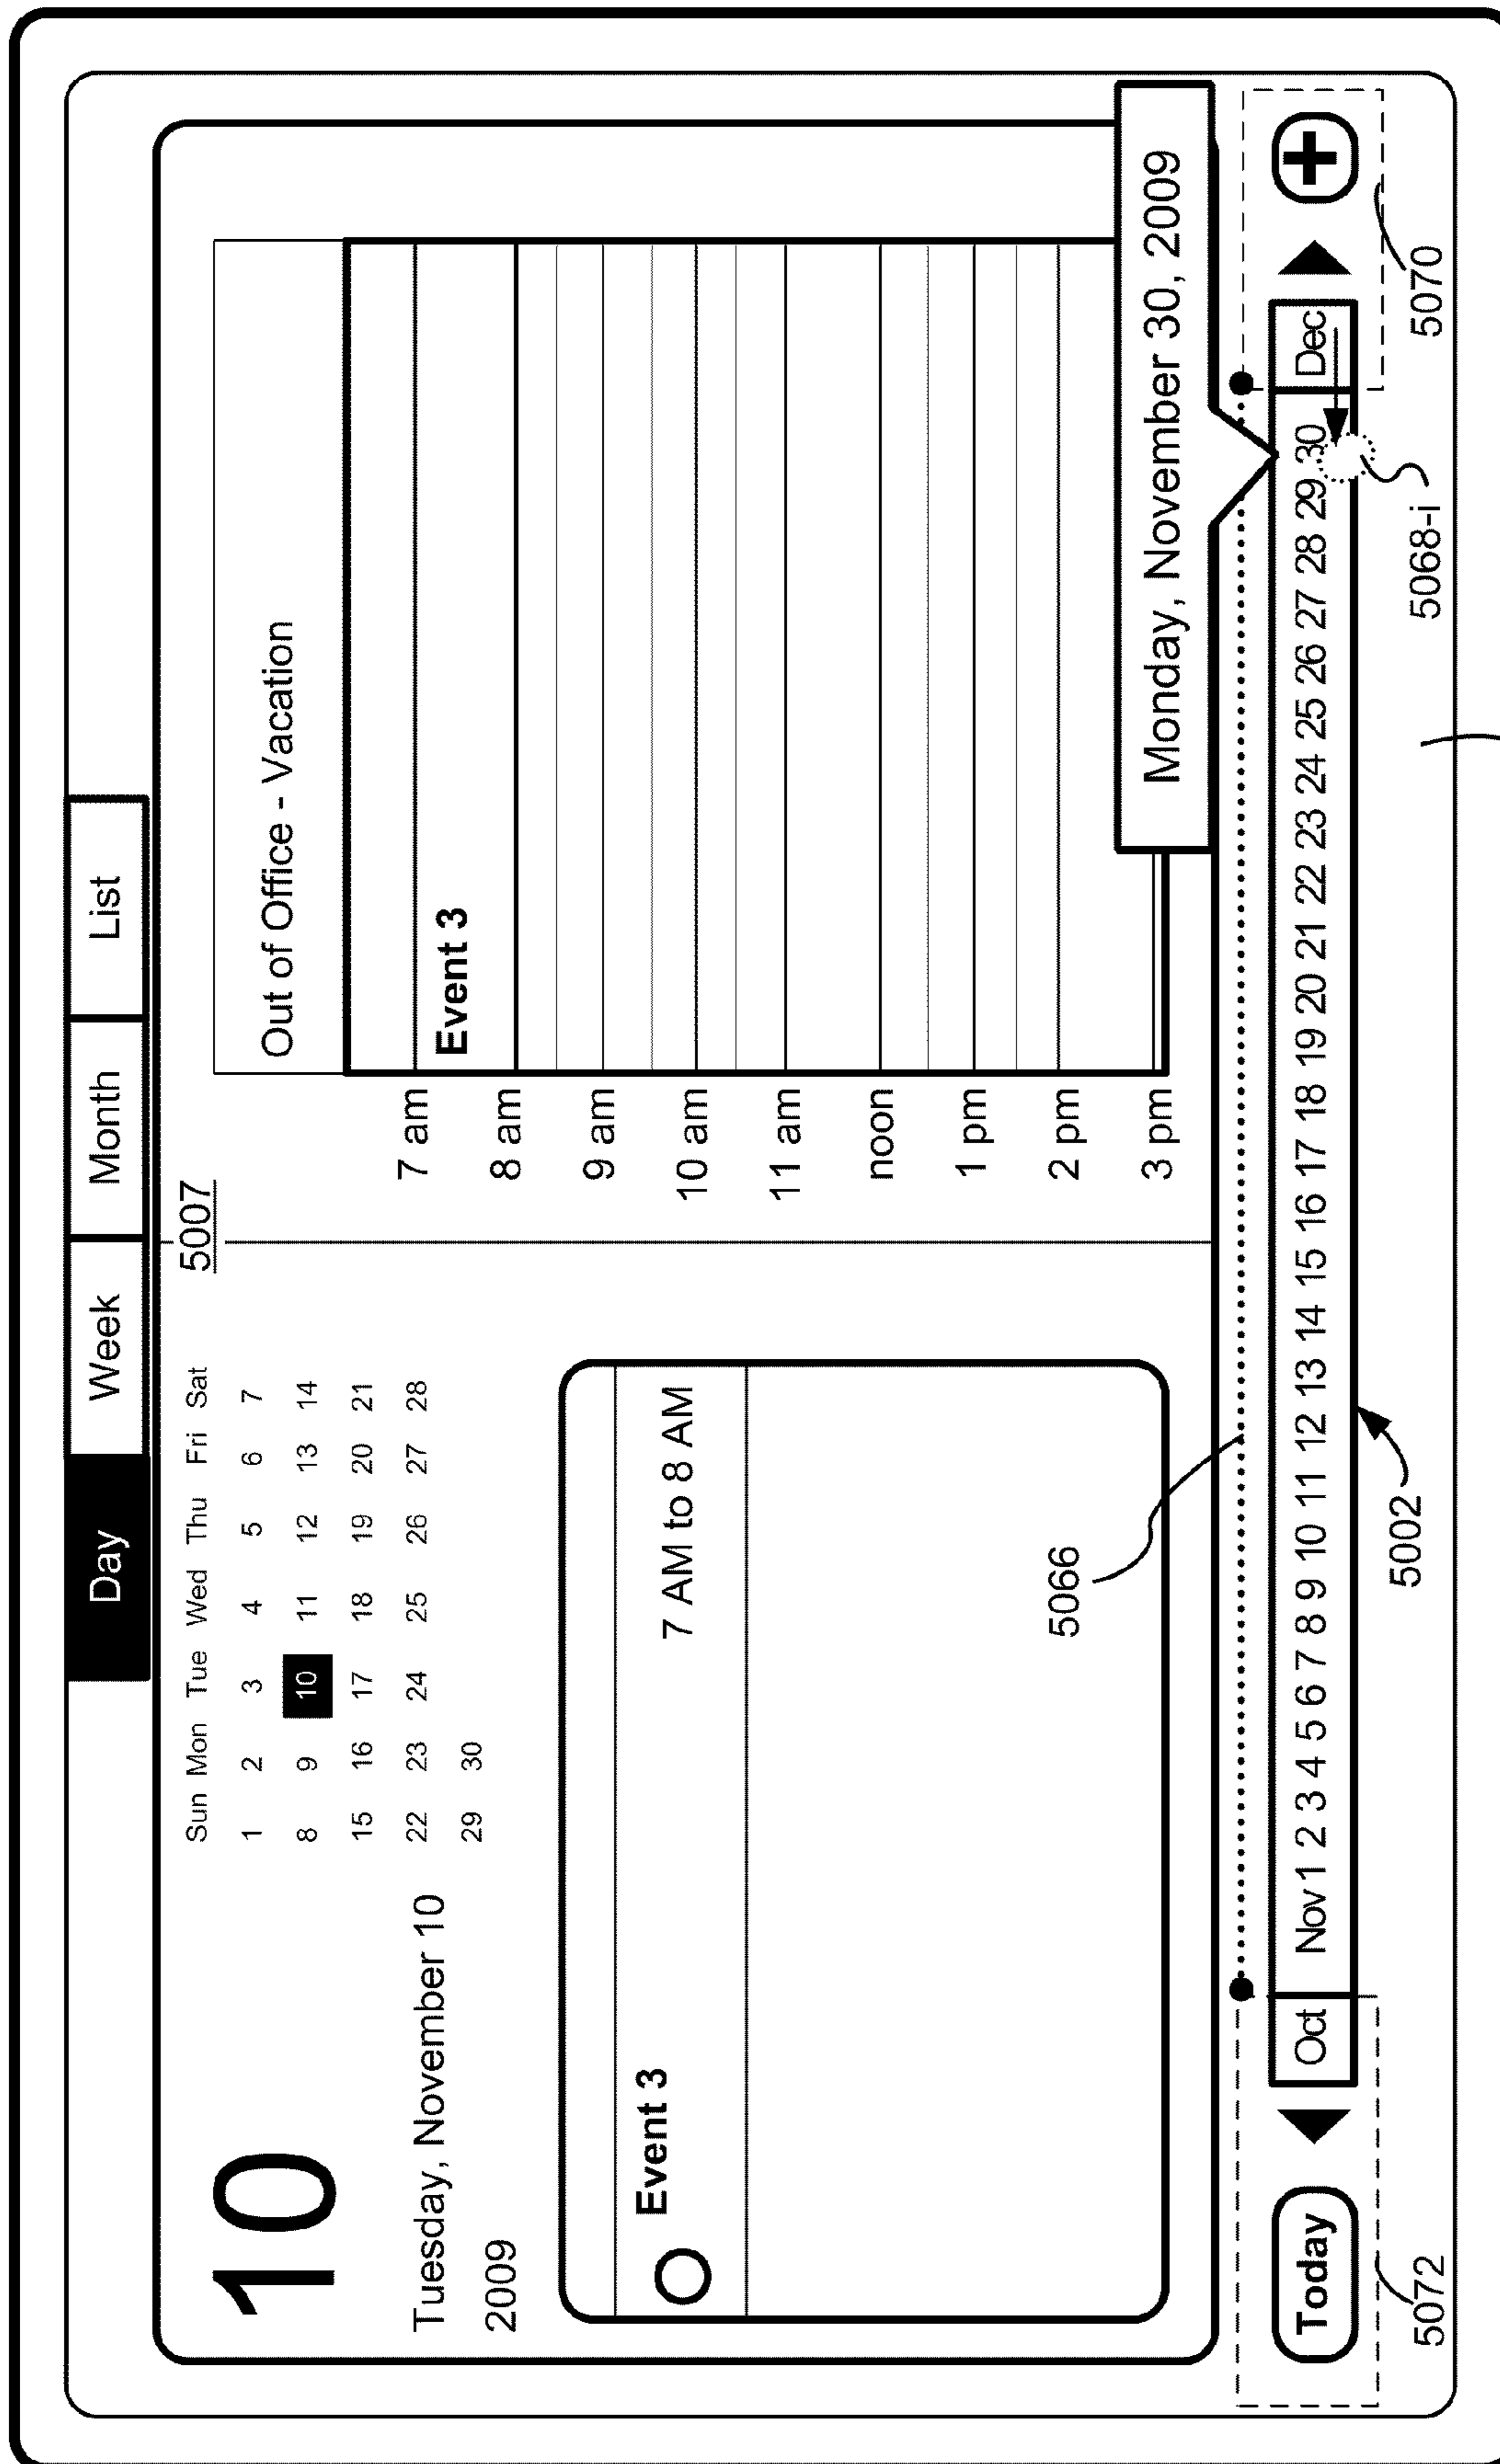 Day Week Month List
5007
10
Tuesday, November 10
2009
Sun Mon Tue Wed Thu Fri Sat
1 2 3 4 5 6 7
8 9 10 11 12 13 14
15 16 17 18 19 20 21
22 23 24 25 26 27 28
29 30
Event 3
7 AM to 8 AM
Out of Office - Vacation
7 am
Event 3
8 am
9 am
10 am
11 am
noon
1 pm
2 pm
3 pm
Monday, November 30, 2009
5066
Today Oct Nov 1 2 3 4 5 6 7 8 9 10 11 12 13 14 15 16 17 18 19 20 21 22 23 24 25 26 27 28 29 30 Dec +
5072
5002
5068-i
5070